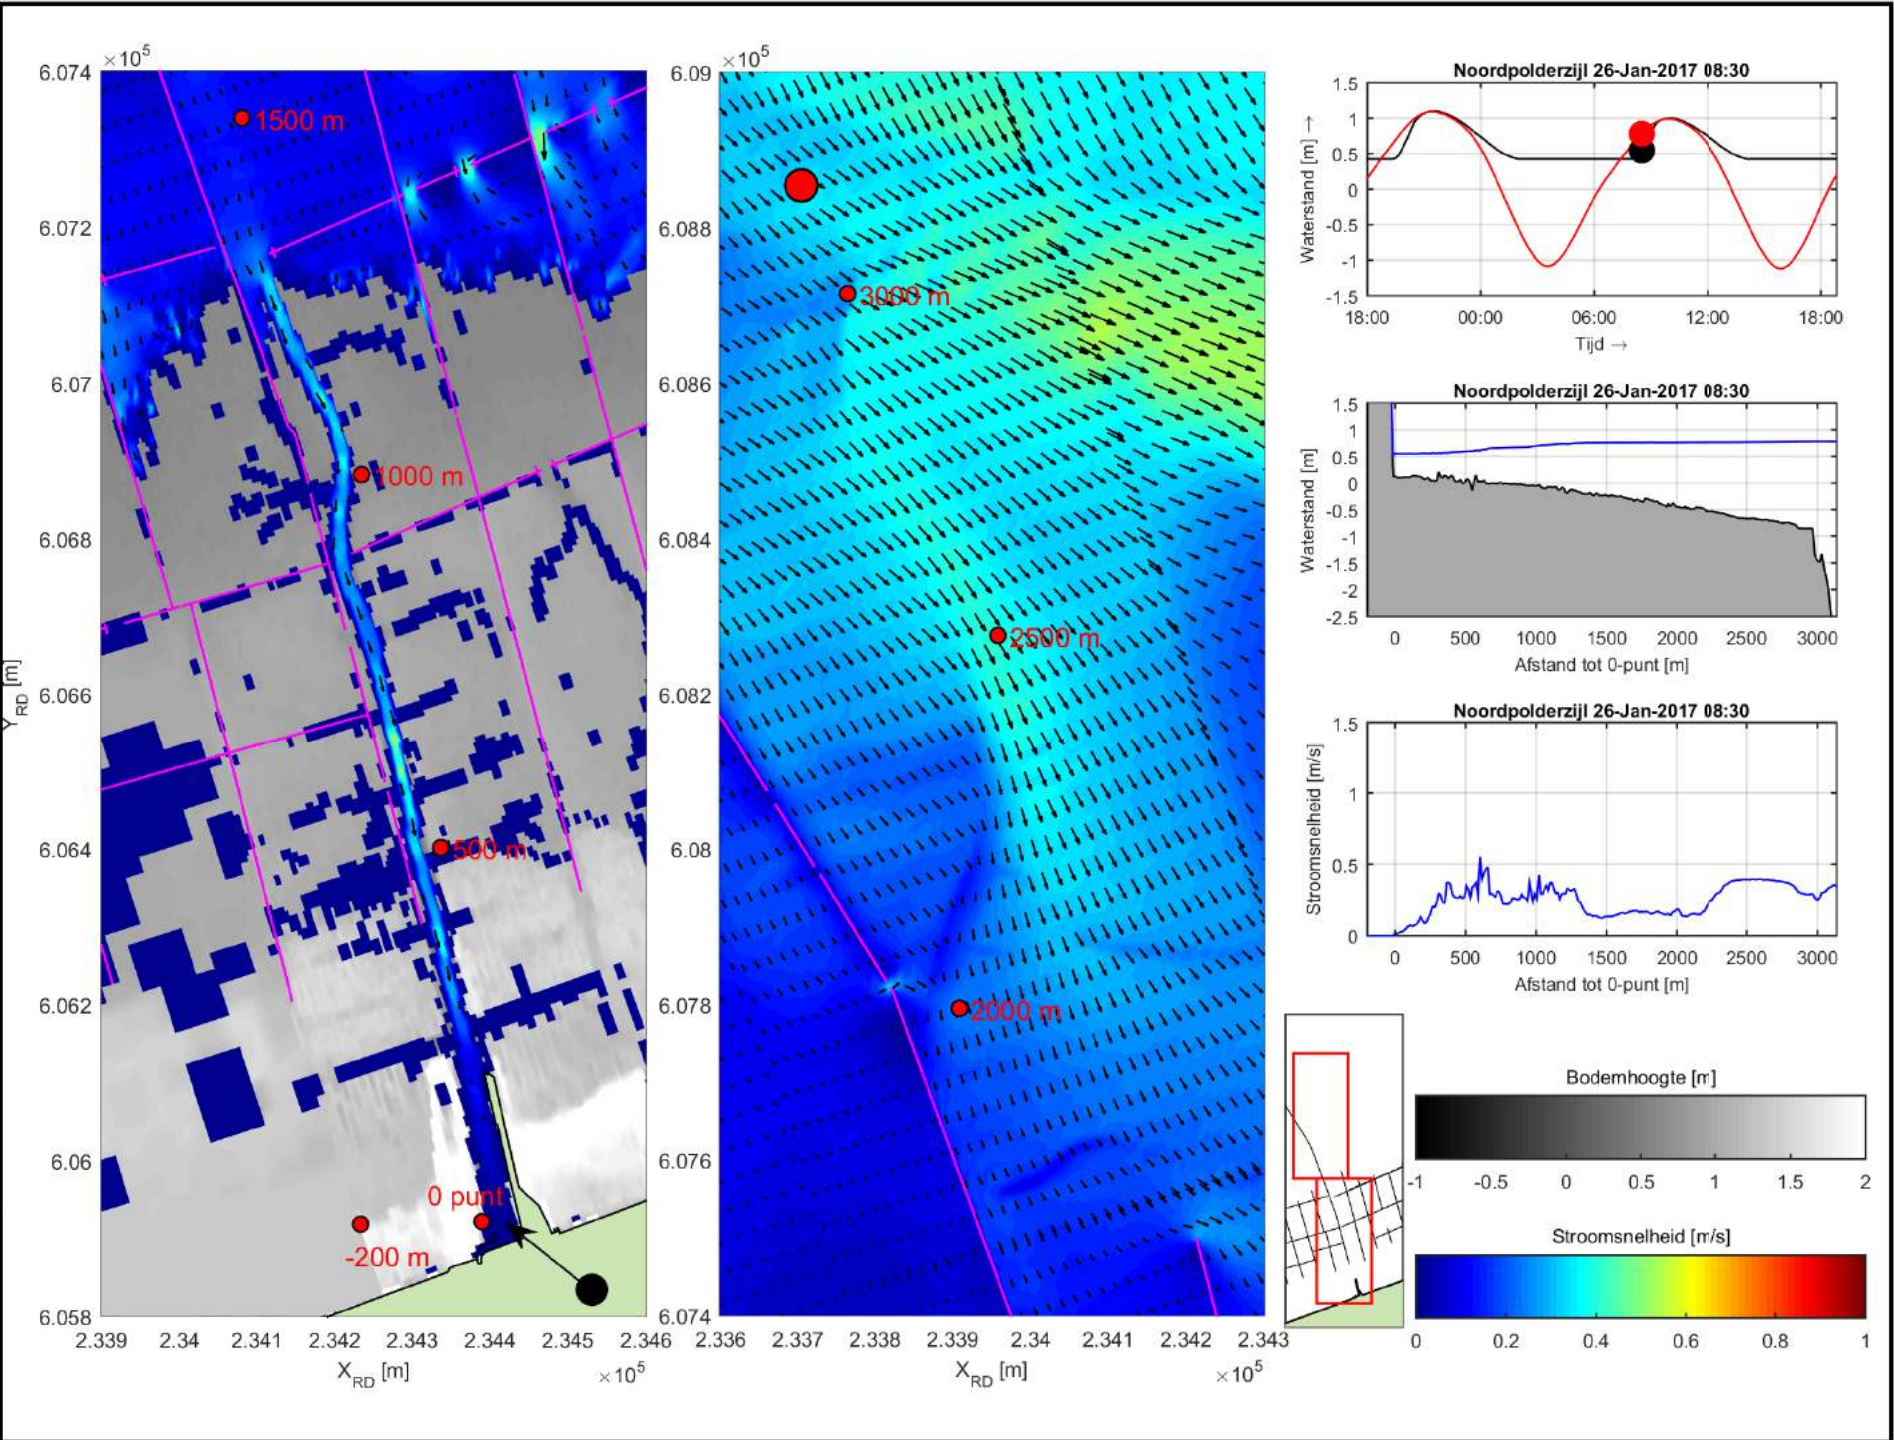 ×10⁵
6.074
6.072
6.07
6.068
6.066
6.064
6.062
6.06
6.058
Y_RD [m]
1500 m
1000 m
500 m
0 punt
-200 m
2.339 2.34 2.341 2.342 2.343 2.344 2.345 2.346
X_RD [m]
×10⁵
×10⁵
6.09
6.088
6.086
6.084
6.082
6.08
6.078
6.076
6.074
3000 m
2500 m
2000 m
2.336 2.337 2.338 2.339 2.34 2.341 2.342 2.343
X_RD [m]
×10⁵
Noordpolderzijl 26-Jan-2017 08:30
Waterstand [m] →
1.5
1
0.5
0
-0.5
-1
-1.5
18:00 00:00 06:00 12:00 18:00
Tijd →
Noordpolderzijl 26-Jan-2017 08:30
Waterstand [m]
1.5
1
0.5
0
-0.5
-1
-1.5
-2
-2.5
0 500 1000 1500 2000 2500 3000
Afstand tot 0-punt [m]
Noordpolderzijl 26-Jan-2017 08:30
Stroomsnelheid [m/s]
1.5
1
0.5
0
0 500 1000 1500 2000 2500 3000
Afstand tot 0-punt [m]
Bodemhoogte [m]
-1 -0.5 0 0.5 1 1.5 2
Stroomsnelheid [m/s]
0 0.2 0.4 0.6 0.8 1